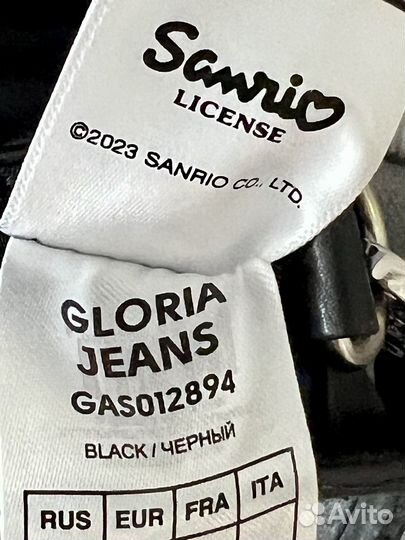 Sanrio
LICENSE
©2023 SANRIO CO., LTD.
GLORIA
JEANS
GAS012894
BLACK/ЧЕРНЫЙ
RUS EUR FRA ITA
Avito